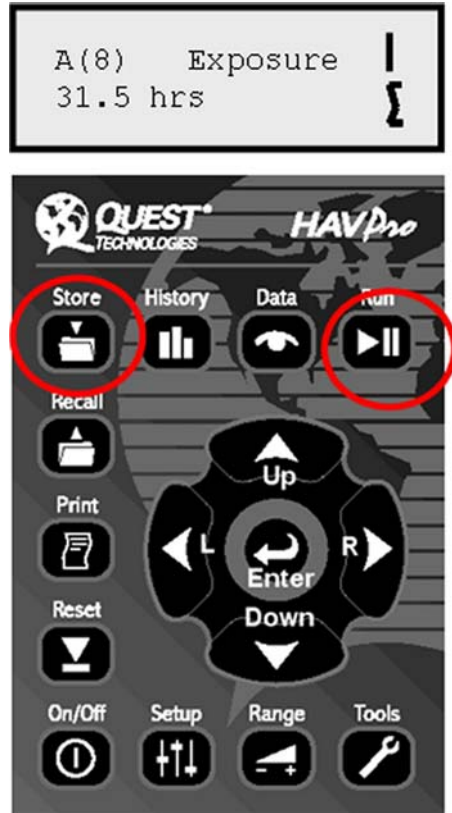 A(8) Exposure
31.5 hrs
QUEST
TECHNOLOGIES
HAVPro
Store History Data Run
Recall
Print
Reset
Up
L R
Enter
Down
On/Off Setup Range Tools